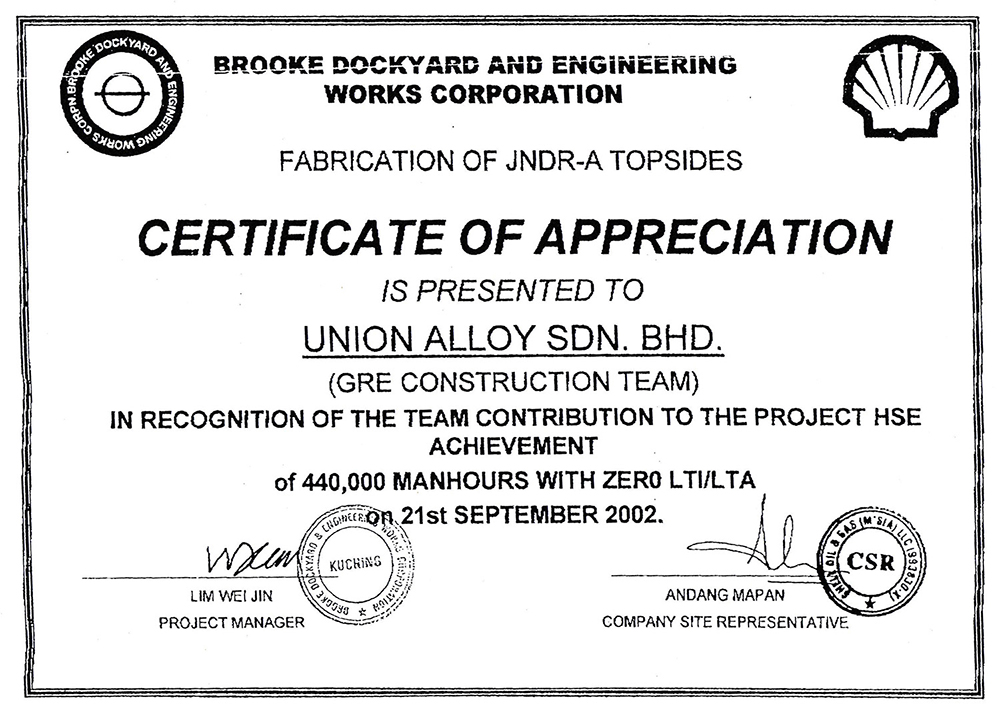 BROOKE DOCKYARD AND ENGINEERING WORKS CORPN.
BROOKE DOCKYARD AND ENGINEERING
WORKS CORPORATION
FABRICATION OF JNDR-A TOPSIDES
CERTIFICATE OF APPRECIATION
IS PRESENTED TO
UNION ALLOY SDN. BHD.
(GRE CONSTRUCTION TEAM)
IN RECOGNITION OF THE TEAM CONTRIBUTION TO THE PROJECT HSE
ACHIEVEMENT
of 440,000 MANHOURS WITH ZER0 LTI/LTA
on 21st SEPTEMBER 2002.
BROOKE DOCKYARD & ENGINEERING WORKS CORPORATION
KUCHING
SHELL OIL & GAS (M'SIA) LLC (993830-X)
CSR
LIM WEI JIN
PROJECT MANAGER
ANDANG MAPAN
COMPANY SITE REPRESENTATIVE